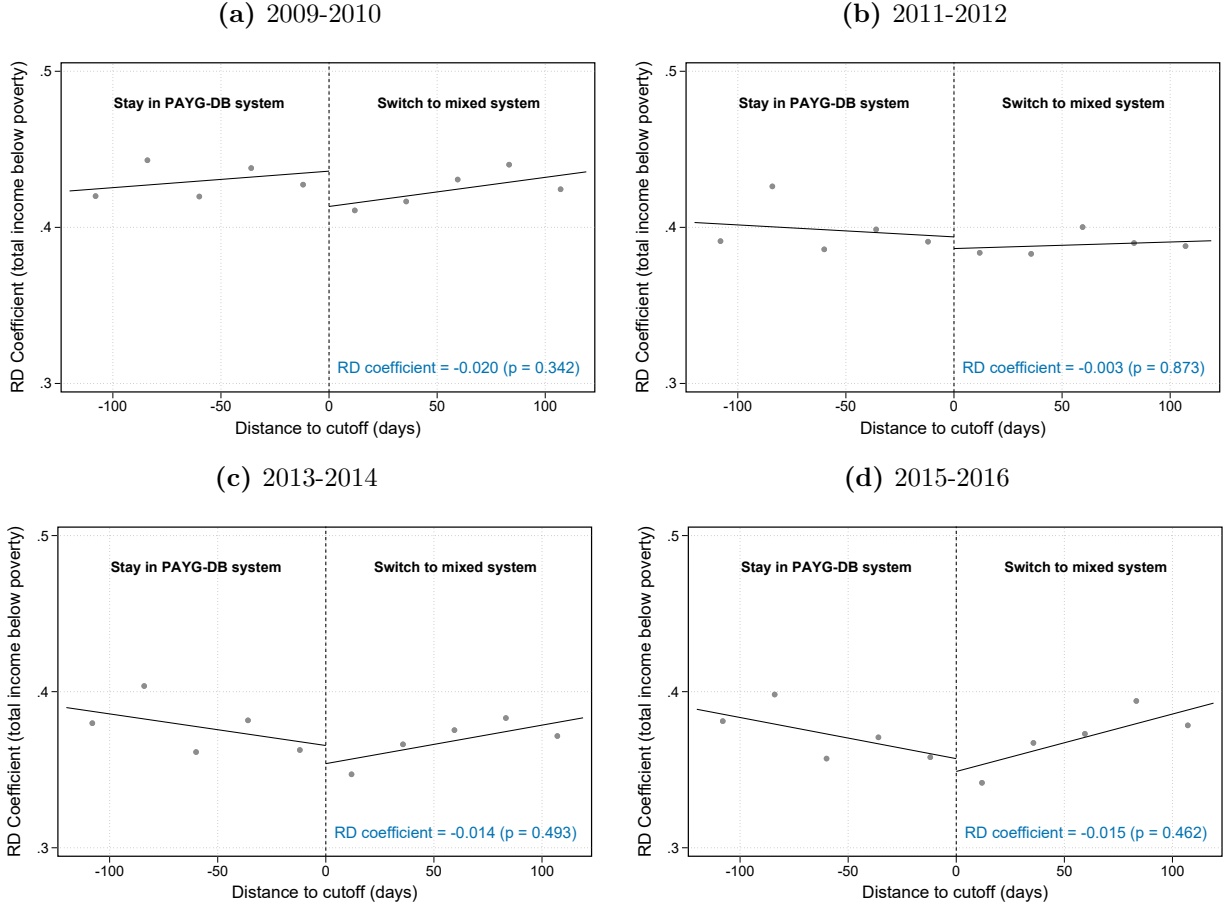 (a) 2009-2010
RD Coefficient (total income below poverty)
.5
.4
.3
Stay in PAYG-DB system
Switch to mixed system
RD coefficient = -0.020 (p = 0.342)
-100 -50 0 50 100
Distance to cutoff (days)
(b) 2011-2012
RD Coefficient (total income below poverty)
.5
.4
.3
Stay in PAYG-DB system
Switch to mixed system
RD coefficient = -0.003 (p = 0.873)
-100 -50 0 50 100
Distance to cutoff (days)
(c) 2013-2014
RD Coefficient (total income below poverty)
.5
.4
.3
Stay in PAYG-DB system
Switch to mixed system
RD coefficient = -0.014 (p = 0.493)
-100 -50 0 50 100
Distance to cutoff (days)
(d) 2015-2016
RD Coefficient (total income below poverty)
.5
.4
.3
Stay in PAYG-DB system
Switch to mixed system
RD coefficient = -0.015 (p = 0.462)
-100 -50 0 50 100
Distance to cutoff (days)